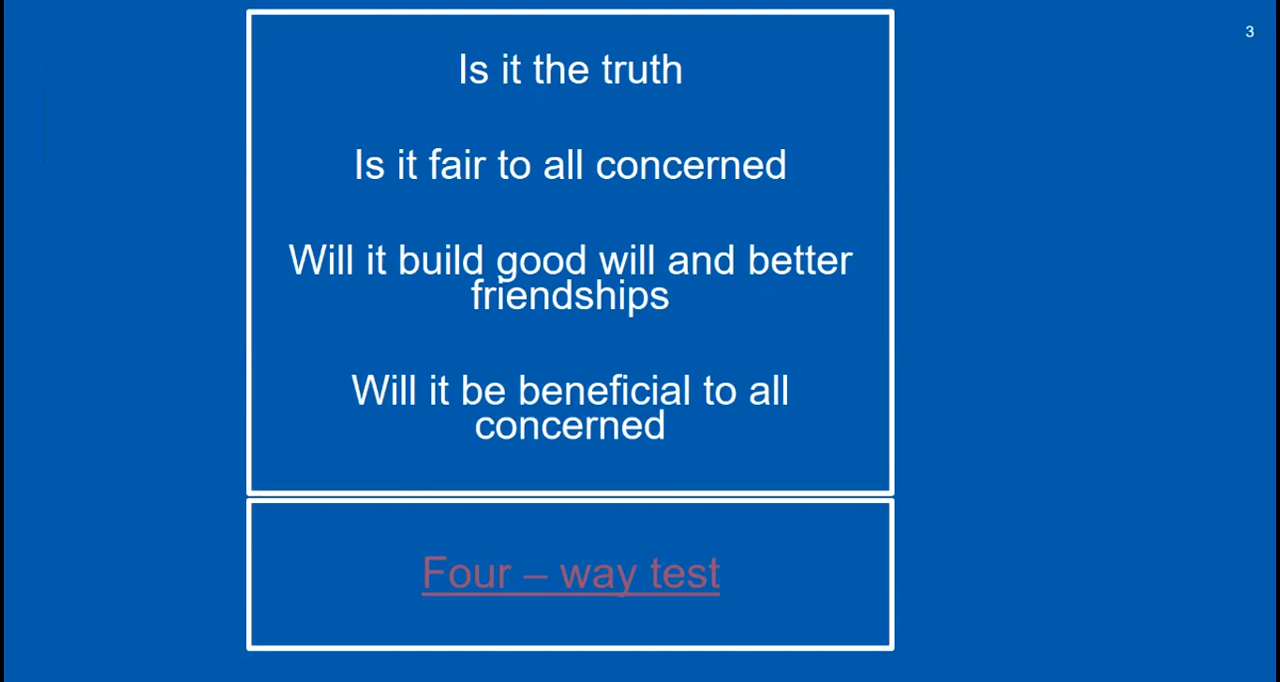 3
Is it the truth
Is it fair to all concerned
Will it build good will and better
friendships
Will it be beneficial to all
concerned
Four – way test